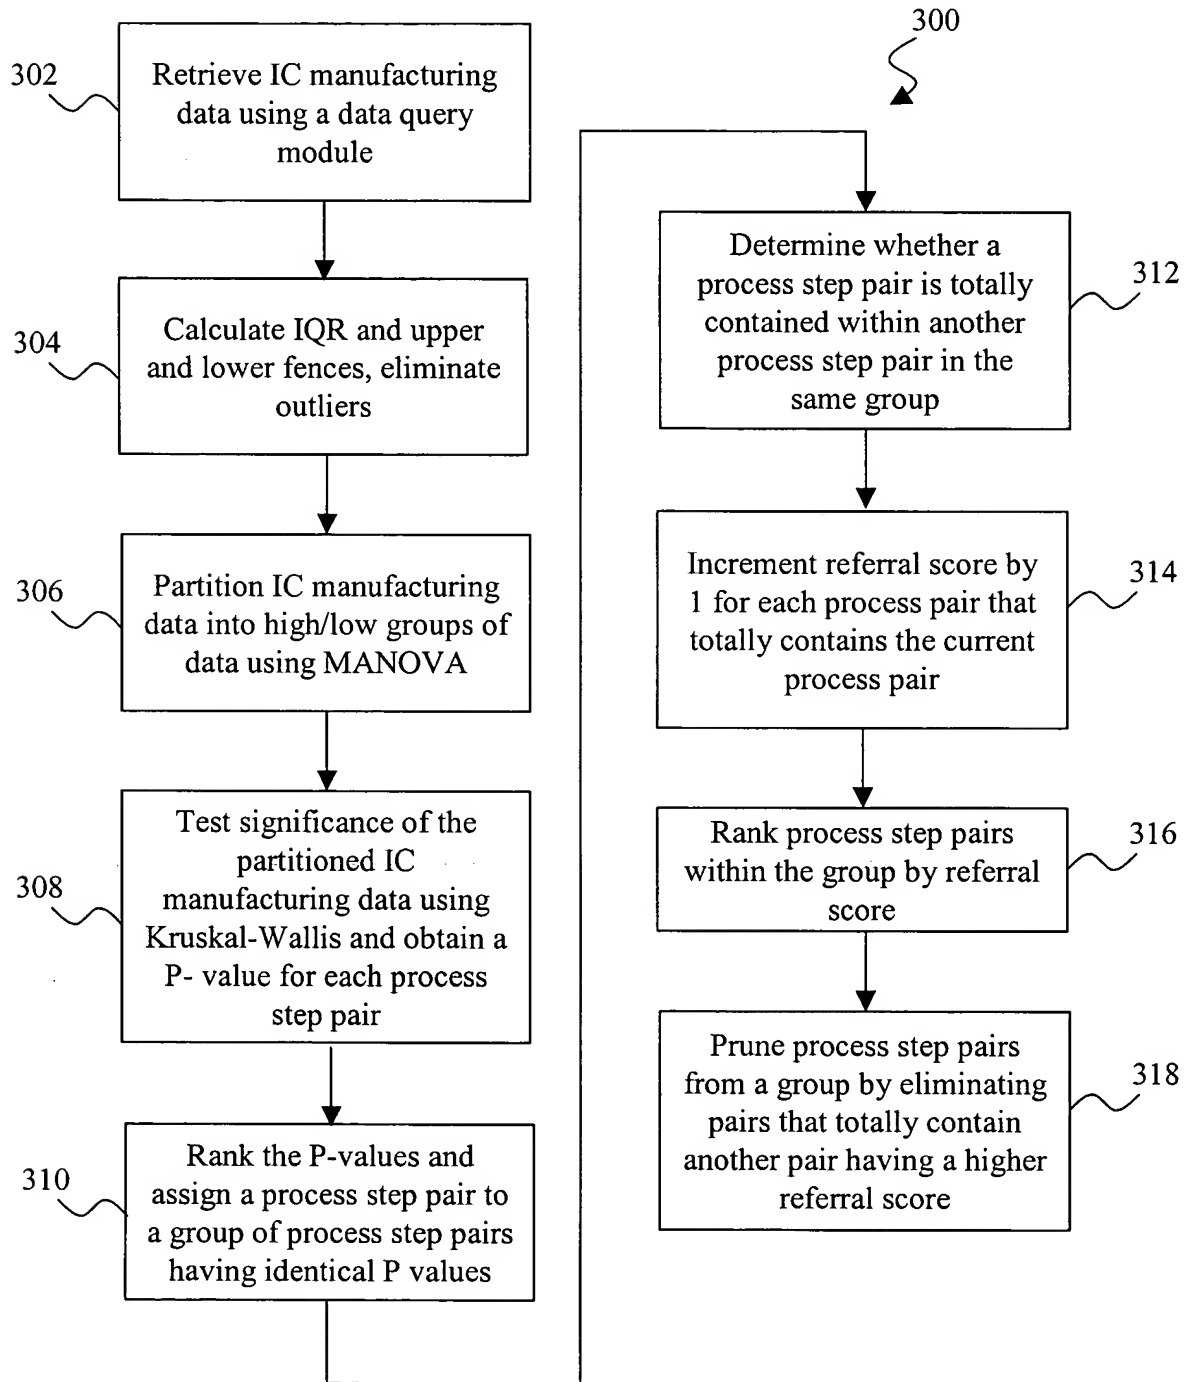 300
302
Retrieve IC manufacturing
data using a data query
module
304
Calculate IQR and upper
and lower fences, eliminate
outliers
306
Partition IC manufacturing
data into high/low groups of
data using MANOVA
308
Test significance of the
partitioned IC
manufacturing data using
Kruskal-Wallis and obtain a
P- value for each process
step pair
310
Rank the P-values and
assign a process step pair to
a group of process step pairs
having identical P values
312
Determine whether a
process step pair is totally
contained within another
process step pair in the
same group
314
Increment referral score by
1 for each process pair that
totally contains the current
process pair
316
Rank process step pairs
within the group by referral
score
318
Prune process step pairs
from a group by eliminating
pairs that totally contain
another pair having a higher
referral score